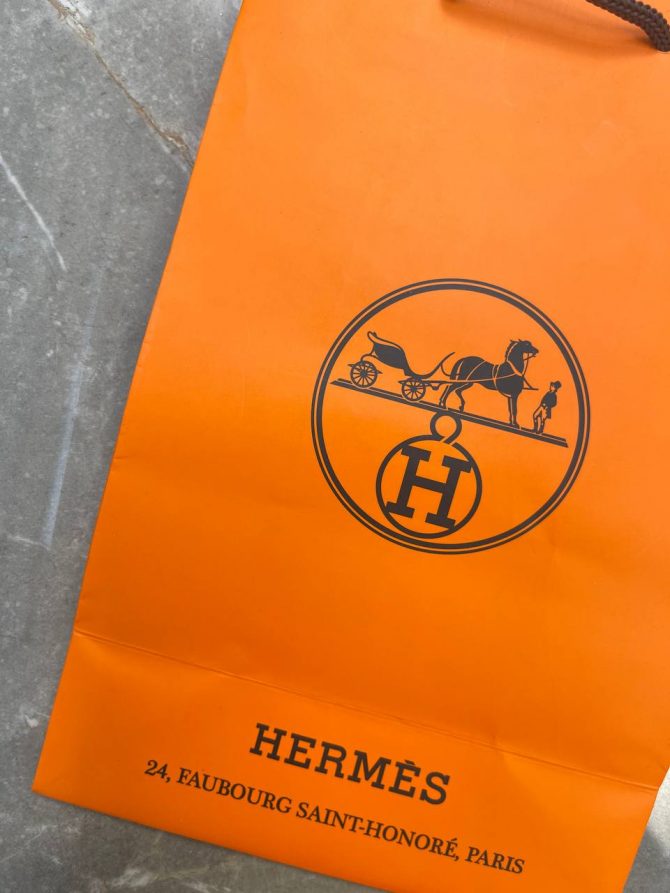 H
HERMÈS
24, FAUBOURG SAINT-HONORÉ, PARIS